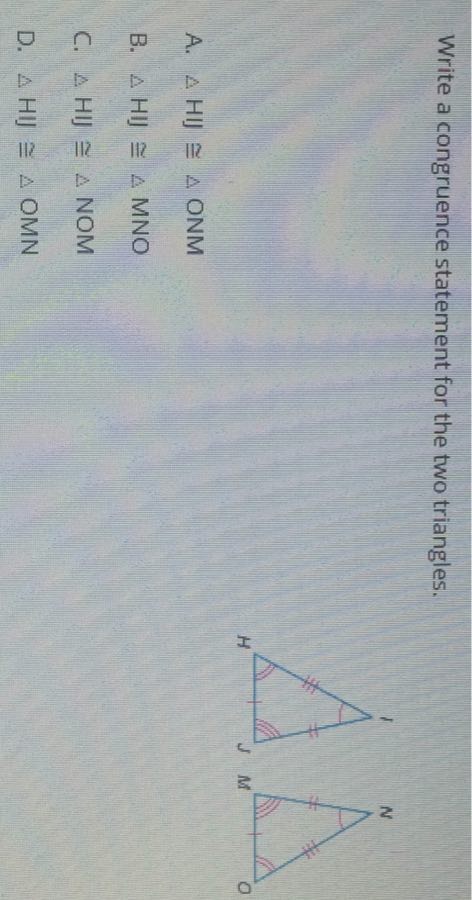 Write a congruence statement for the two triangles.
I N
H J M O
A. △ HIJ ≅ △ ONM
B. △ HIJ ≅ △ MNO
C. △ HIJ ≅ △ NOM
D. △ HIJ ≅ △ OMN